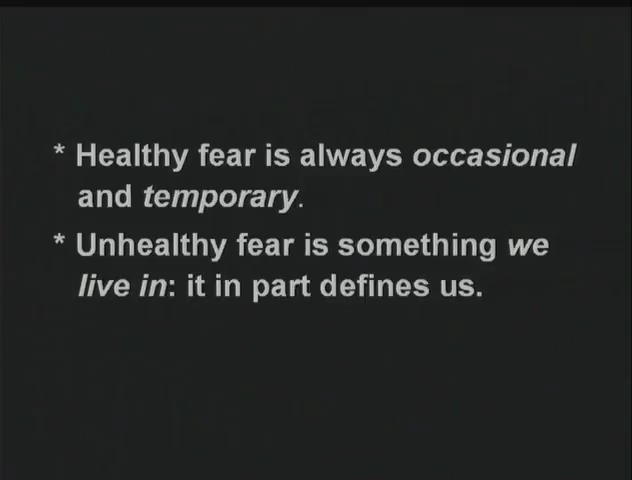 * Healthy fear is always occasional
and temporary.
* Unhealthy fear is something we
live in: it in part defines us.